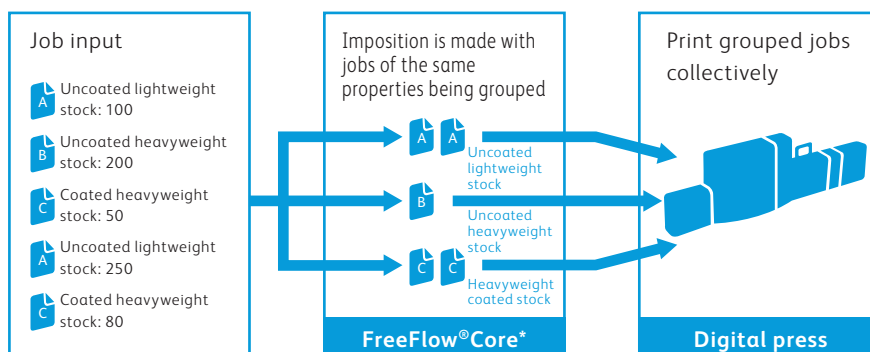 Job input
A
Uncoated lightweight
stock: 100
B
Uncoated heavyweight
stock: 200
C
Coated heavyweight
stock: 50
A
Uncoated lightweight
stock: 250
C
Coated heavyweight
stock: 80
Imposition is made with
jobs of the same
properties being grouped
A A
Uncoated
lightweight
stock
B
Uncoated
heavyweight
stock
C C
Heavyweight
coated stock
FreeFlow®Core*
Print grouped jobs
collectively
Digital press